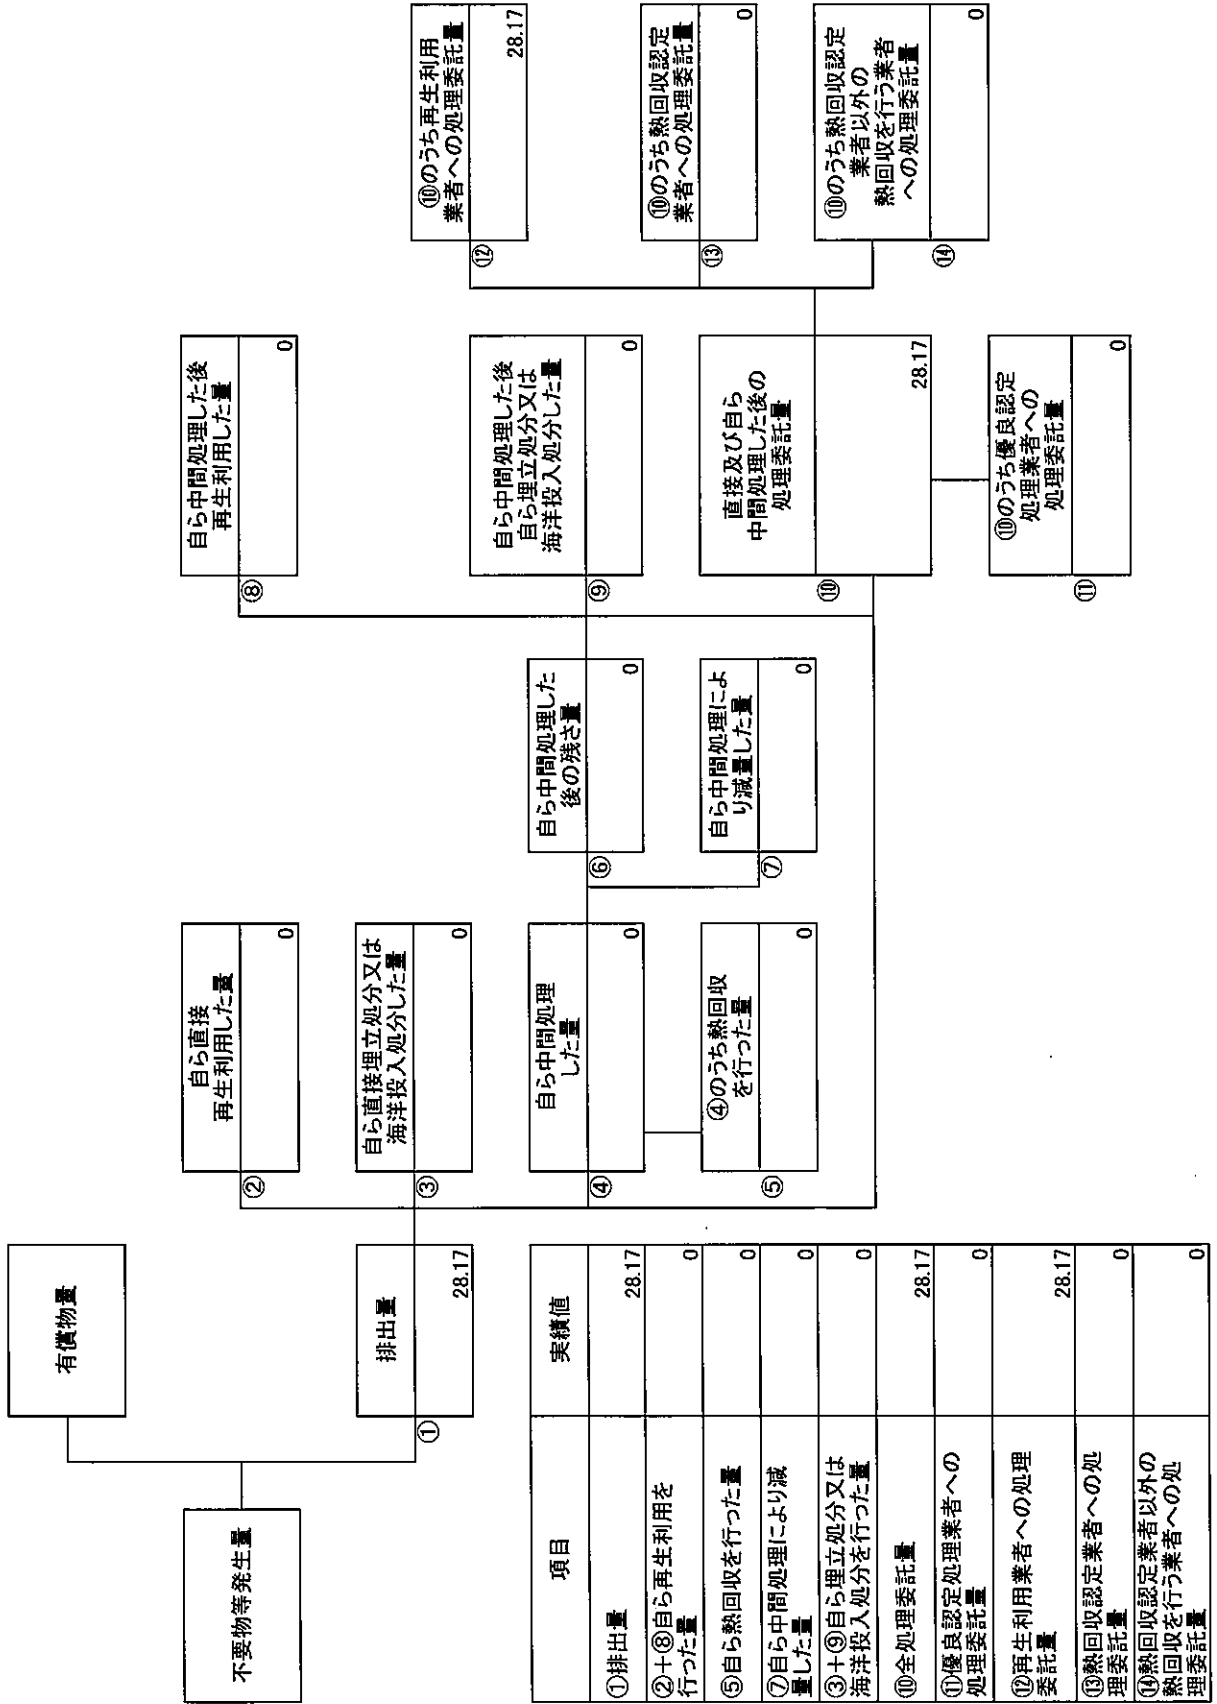 不要物等発生量
有償物量
排出量
①
28.17
自ら直接
再生利用した量
②
0
自ら直接埋立処分又は
海洋投入処分した量
③
0
自ら中間処理
した量
④
0
④のうち熱回収
を行った量
⑤
0
自ら中間処理した
後の残さ量
⑥
0
自ら中間処理によ
り減量した量
⑦
0
自ら中間処理した後
再生利用した量
⑧
0
自ら中間処理した後
自ら埋立処分又は
海洋投入処分した量
⑨
0
直接及び自ら
中間処理した後の
処理委託量
⑩
28.17
⑩のうち優良認定
処理業者への
処理委託量
⑪
0
⑩のうち再生利用
業者への処理委託量
⑫
28.17
⑩のうち熱回収認定
業者への処理委託量
⑬
0
⑩のうち熱回収認定
業者以外の
熱回収を行う業者
への処理委託量
⑭
0
項目 実績値
①排出量 28.17
②+⑧自ら再生利用を
行った量 0
⑤自ら熱回収を行った量 0
⑦自ら中間処理により減
量した量 0
③+⑨自ら埋立処分又は
海洋投入処分を行った量 0
⑩全処理委託量 28.17
⑪優良認定処理業者への
処理委託量 0
⑫再生利用業者への処理
委託量 28.17
⑬熱回収認定業者への処
理委託量 0
⑭熱回収認定業者以外の
熱回収を行う業者への処
理委託量 0